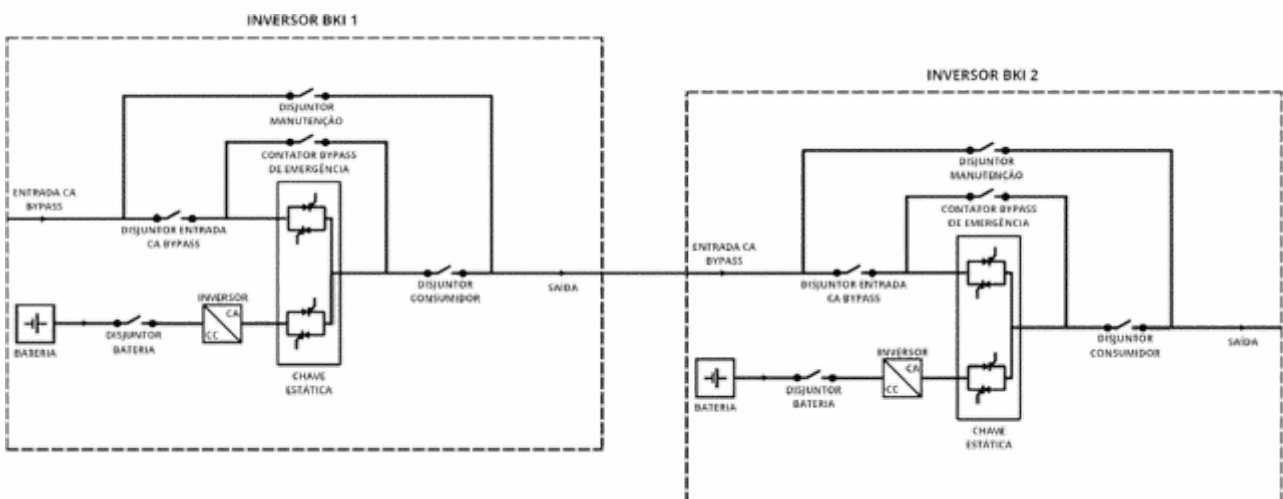 INVERSOR BKI 1
DISJUNTOR
MANUTENÇÃO
CONTATOR BYPASS
DE EMERGÊNCIA
ENTRADA CA
BYPASS
DISJUNTOR ENTRADA
CA BYPASS
INVERSOR
CA
CC
BATERIA
DISJUNTOR
BATERIA
CHAVE
ESTÁTICA
DISJUNTOR
CONSUMIDOR
SAÍDA
INVERSOR BKI 2
DISJUNTOR
MANUTENÇÃO
CONTATOR BYPASS
DE EMERGÊNCIA
ENTRADA CA
BYPASS
DISJUNTOR ENTRADA
CA BYPASS
INVERSOR
CA
CC
BATERIA
DISJUNTOR
BATERIA
CHAVE
ESTÁTICA
DISJUNTOR
CONSUMIDOR
SAÍDA